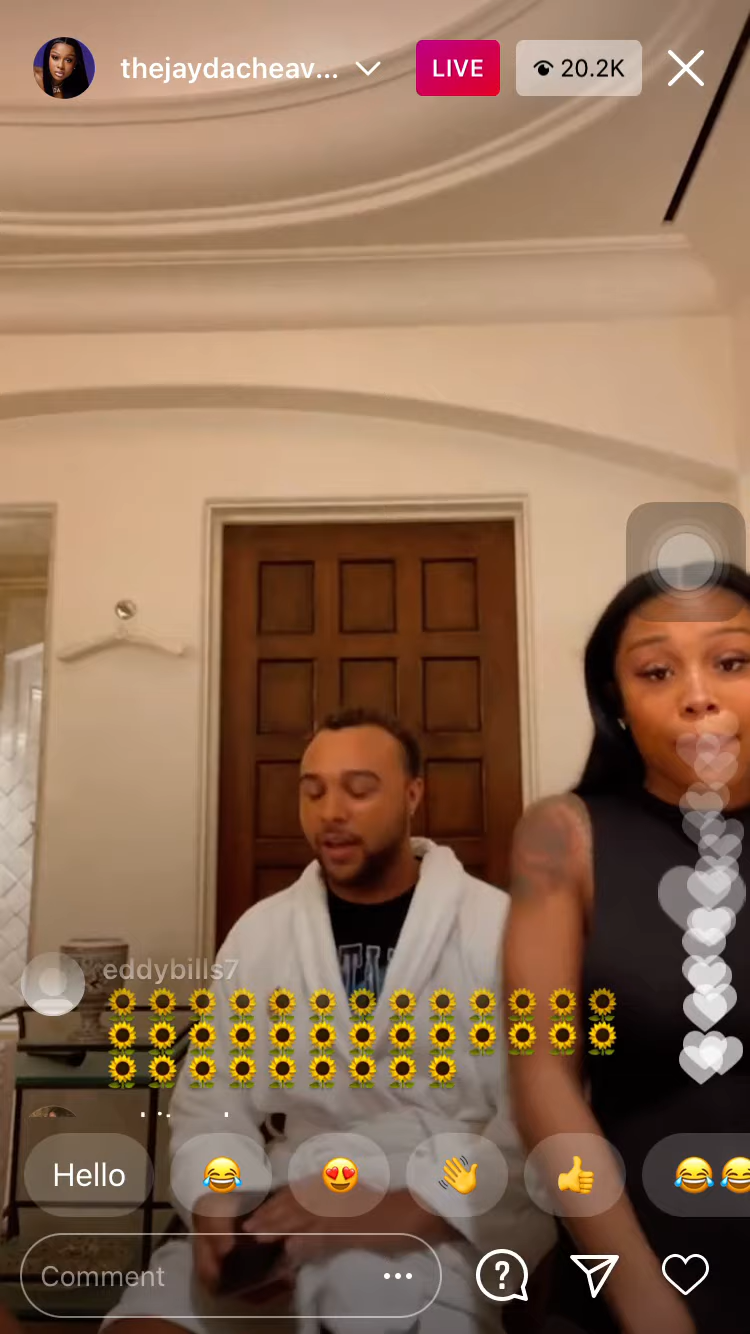 thejaydacheav...
LIVE
20.2K
eddybills7
🌻🌻🌻🌻🌻🌻🌻🌻🌻🌻🌻🌻🌻
🌻🌻🌻🌻🌻🌻🌻🌻🌻🌻🌻🌻🌻
🌻🌻🌻🌻🌻🌻🌻🌻🌻
Hello 😂 😍 👋 👍 😂😂
Comment